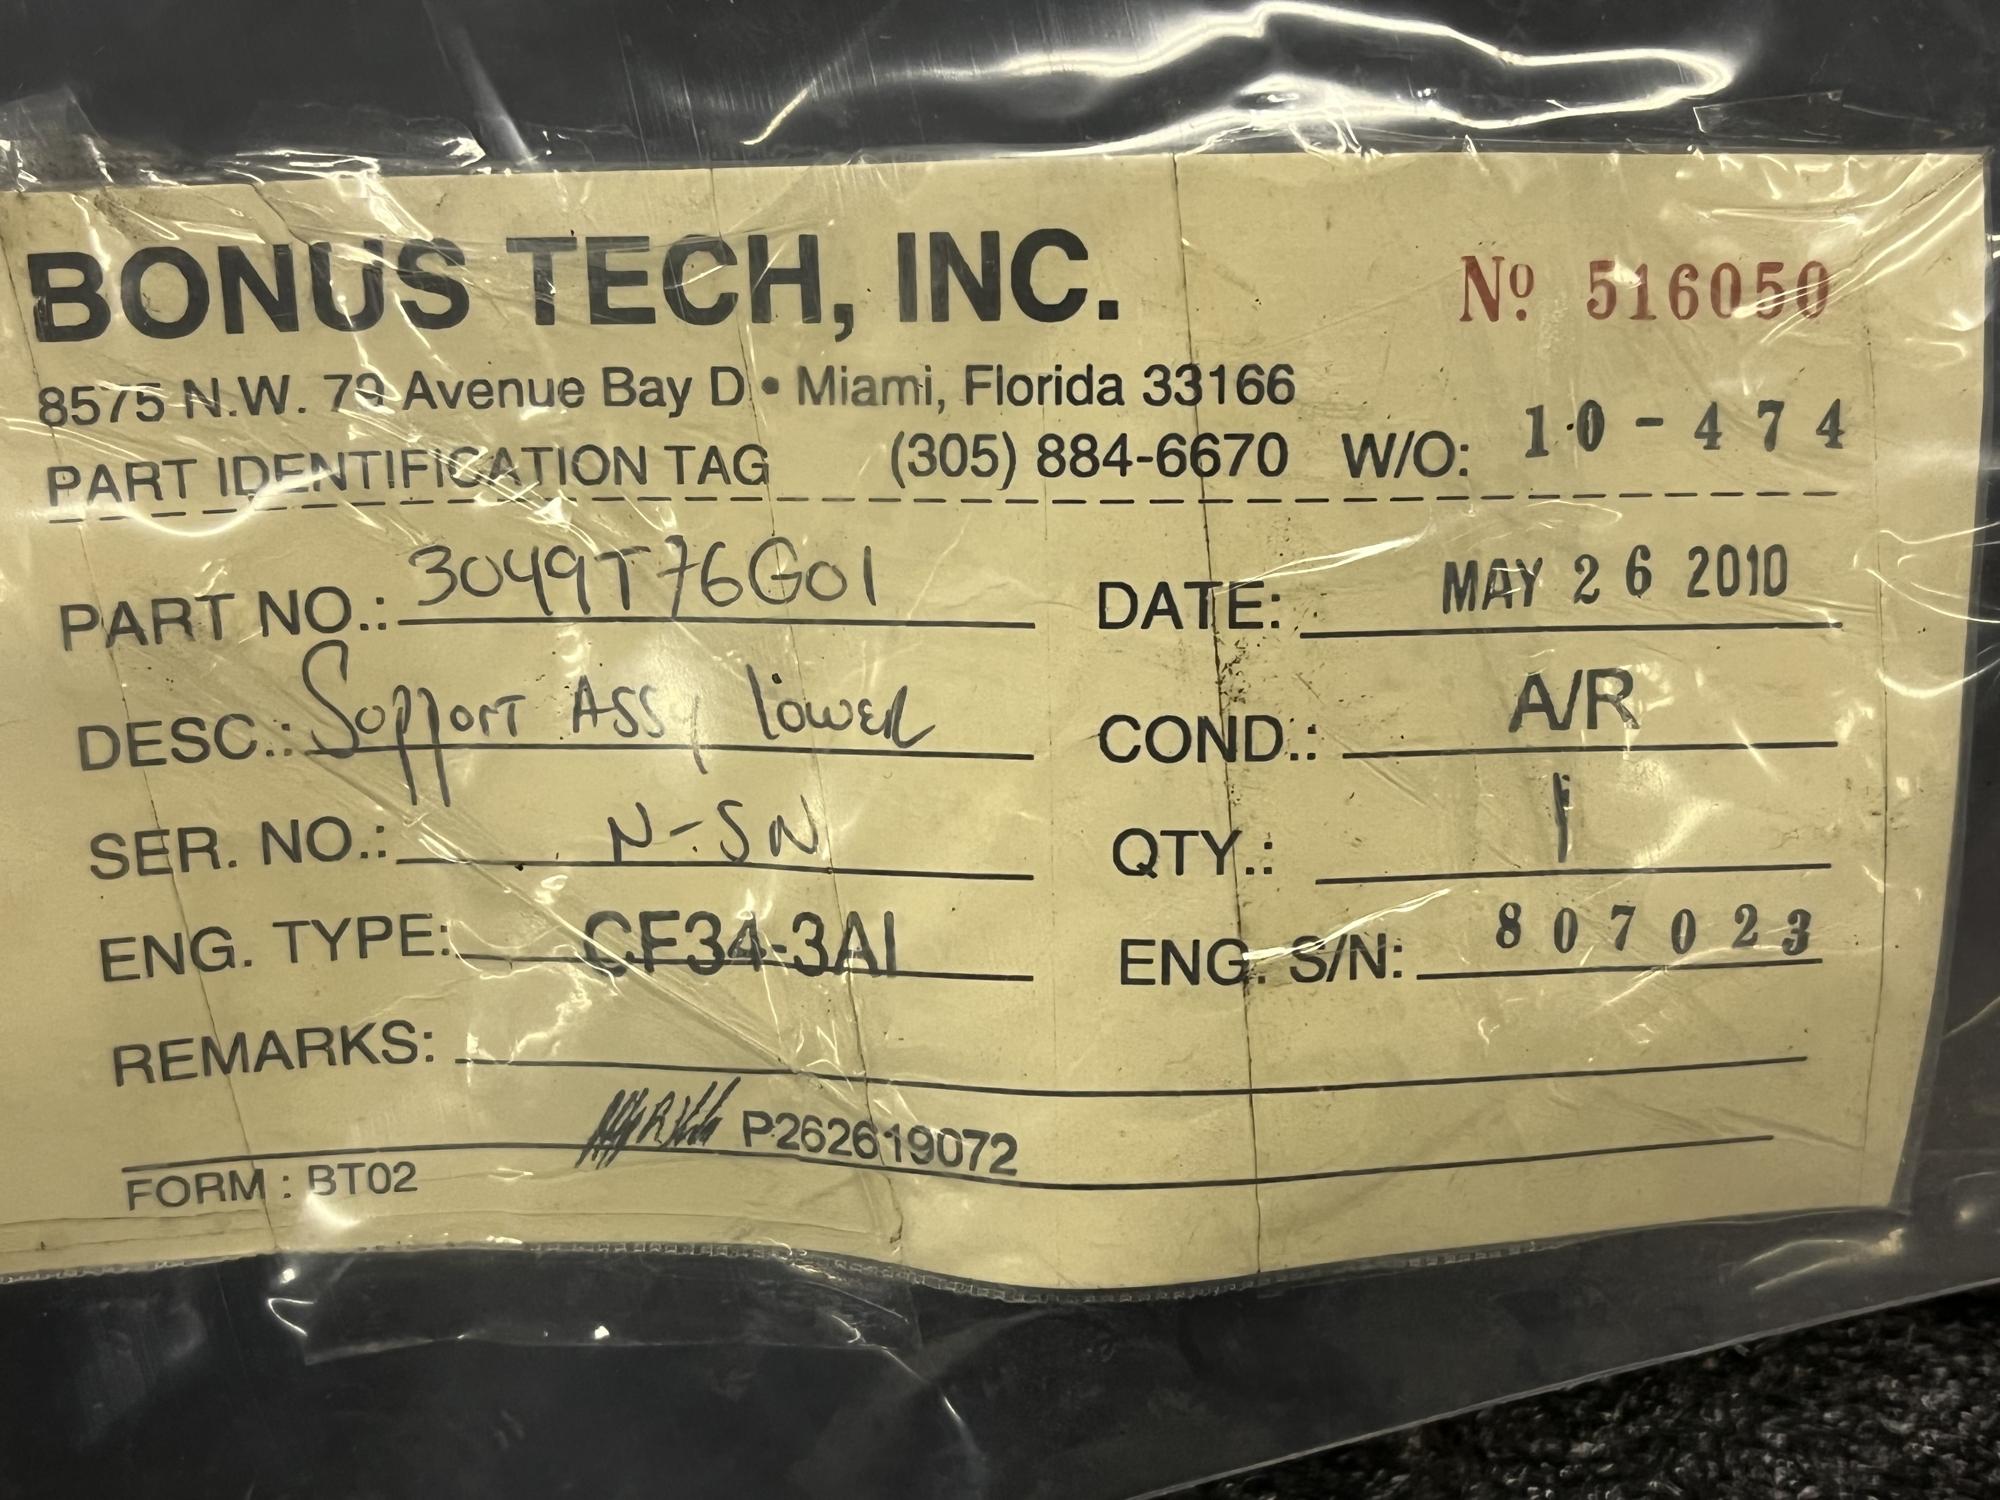 BONUS TECH, INC.
Nº 516050
8575 N.W. 79 Avenue Bay D • Miami, Florida 33166
PART IDENTIFICATION TAG (305) 884-6670 W/O: 10-474
PART NO.: 3049T76G01 DATE: MAY 26 2010
DESC.: Support Assy lower COND.: A/R
SER. NO.: N-SN QTY.: 1
ENG. TYPE: CF34-3A1 ENG. S/N: 807023
REMARKS:
P262619072
FORM : BT02